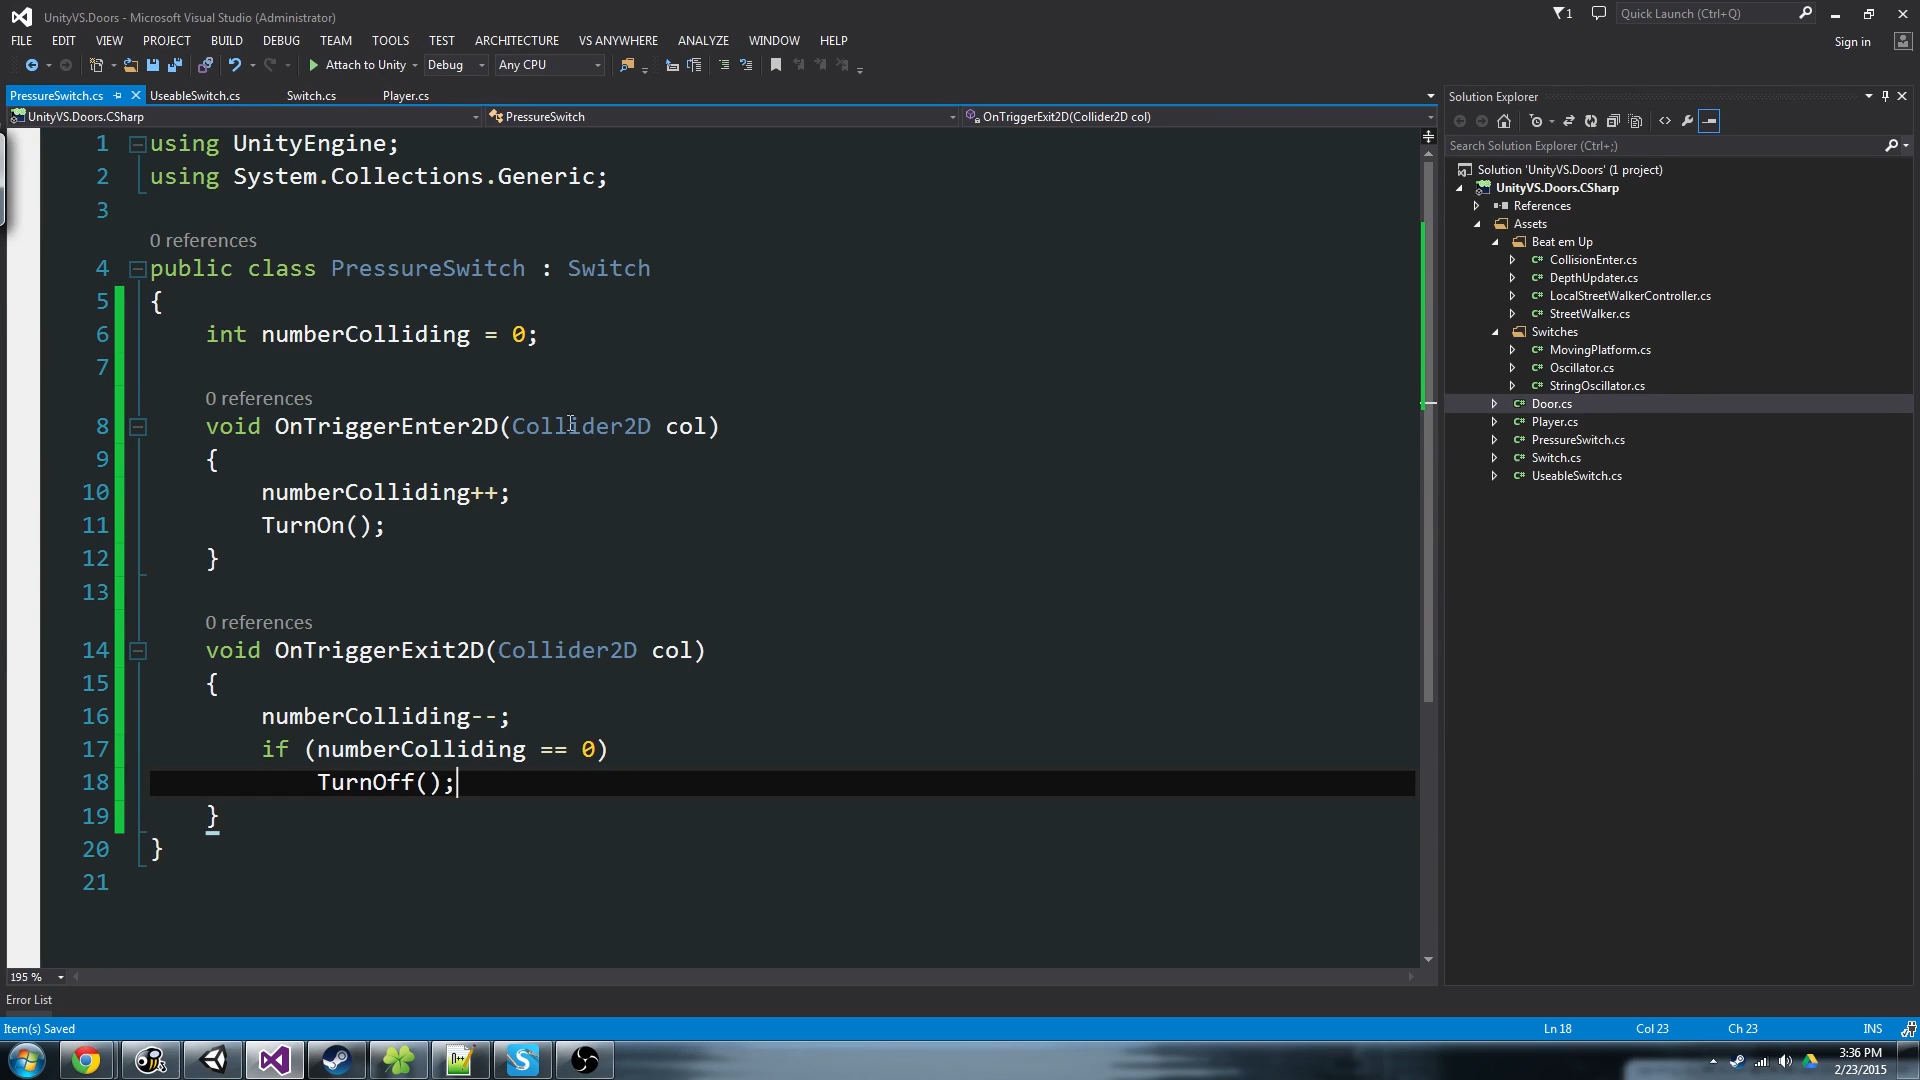 UnityVS.Doors - Microsoft Visual Studio (Administrator)
1
Quick Launch (Ctrl+Q)
FILE EDIT VIEW PROJECT BUILD DEBUG TEAM TOOLS TEST ARCHITECTURE VS ANYWHERE ANALYZE WINDOW HELP
Sign in
Attach to Unity Debug Any CPU
PressureSwitch.cs UseableSwitch.cs Switch.cs Player.cs
UnityVS.Doors.CSharp PressureSwitch OnTriggerExit2D(Collider2D col)
1 using UnityEngine;
2 using System.Collections.Generic;
3
0 references
4 public class PressureSwitch : Switch
5 {
6 int numberColliding = 0;
7
0 references
8 void OnTriggerEnter2D(Collider2D col)
9 {
10 numberColliding++;
11 TurnOn();
12 }
13
0 references
14 void OnTriggerExit2D(Collider2D col)
15 {
16 numberColliding--;
17 if (numberColliding == 0)
18 TurnOff();
19 }
20 }
21
195 %
Solution Explorer
Search Solution Explorer (Ctrl+;)
Solution 'UnityVS.Doors' (1 project)
UnityVS.Doors.CSharp
References
Assets
Beat em Up
C# CollisionEnter.cs
C# DepthUpdater.cs
C# LocalStreetWalkerController.cs
C# StreetWalker.cs
Switches
C# MovingPlatform.cs
C# Oscillator.cs
C# StringOscillator.cs
C# Door.cs
C# Player.cs
C# PressureSwitch.cs
C# Switch.cs
C# UseableSwitch.cs
Error List
Item(s) Saved
Ln 18 Col 23 Ch 23 INS
3:36 PM
2/23/2015